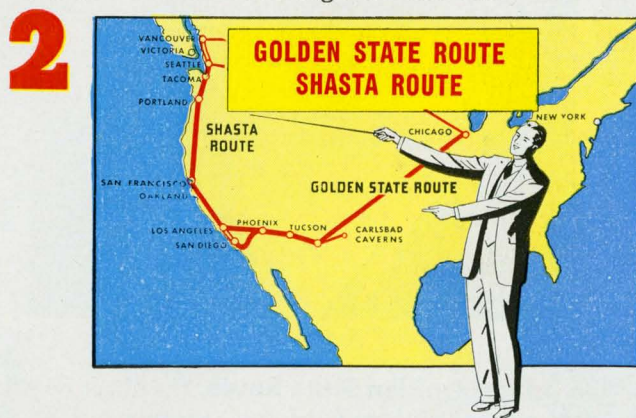 2
GOLDEN STATE ROUTE
SHASTA ROUTE
VANCOUVER
VICTORIA
SEATTLE
TACOMA
PORTLAND
SHASTA
ROUTE
CHICAGO
NEW YORK
SAN FRANCISCO
OAKLAND
GOLDEN STATE ROUTE
LOS ANGELES
SAN DIEGO
PHOENIX
TUCSON
CARLSBAD
CAVERNS